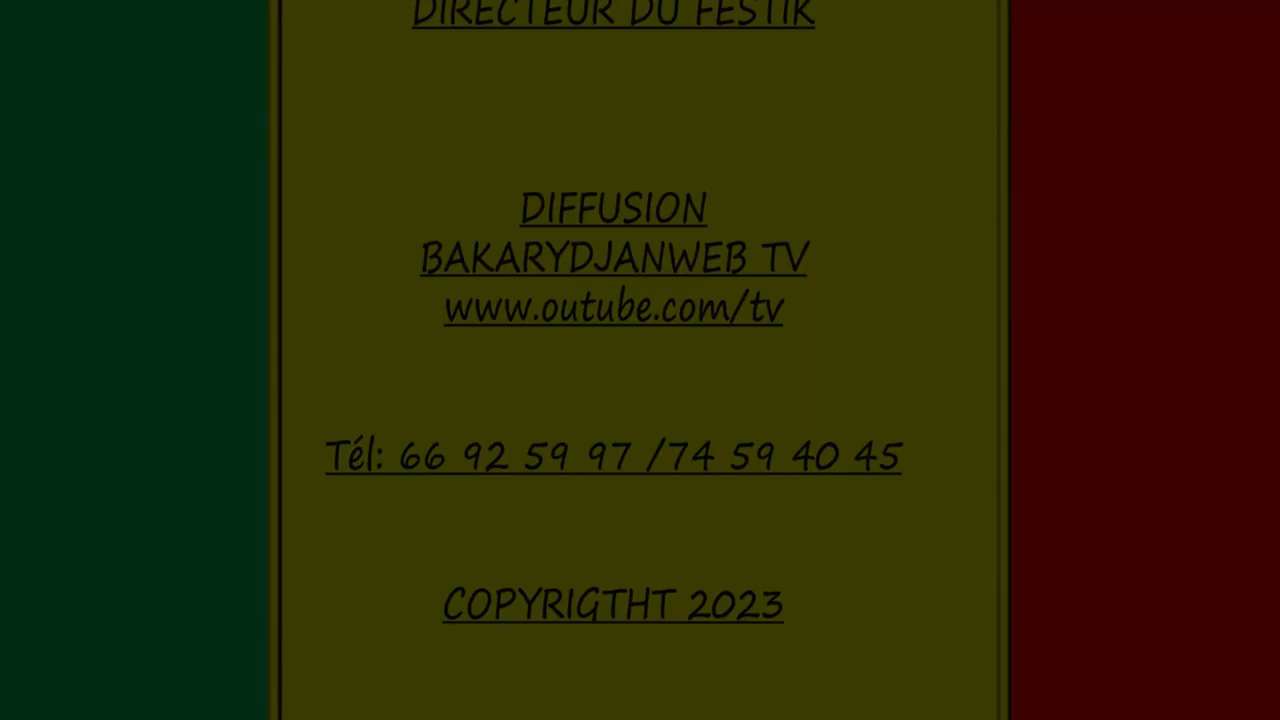 DIRECTEUR DU FESTIK
DIFFUSION
BAKARYDJANWEB TV
www.outube.com/tv
Tél: 66 92 59 97 /74 59 40 45
COPYRIGTHT 2023